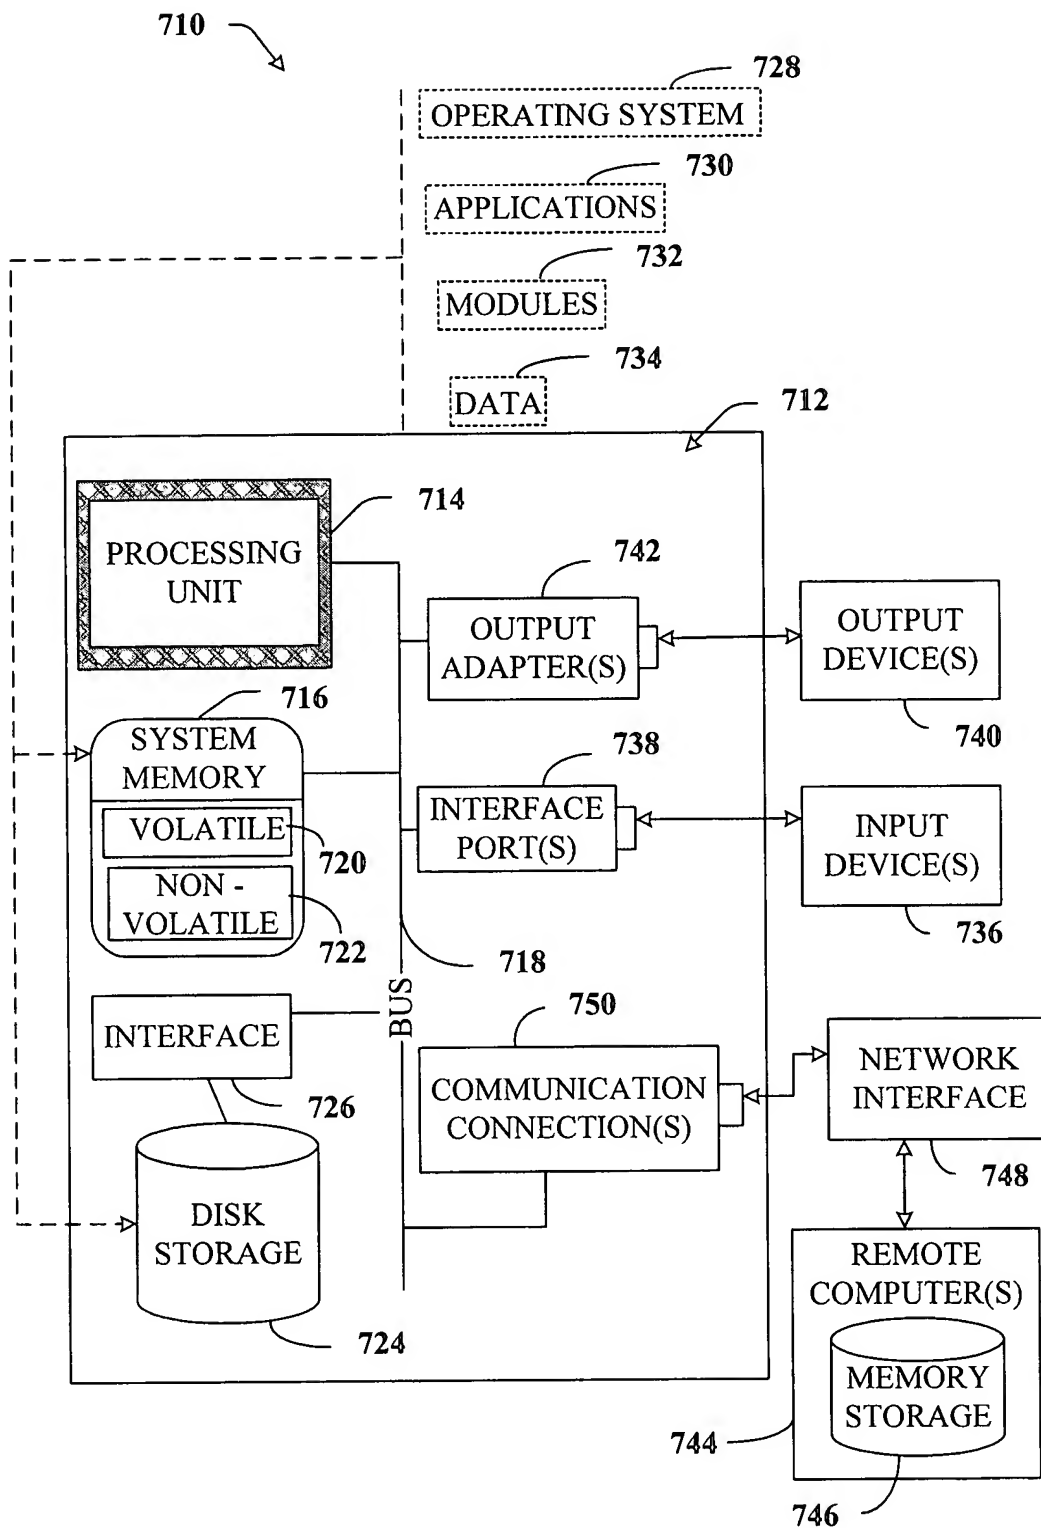 710
728
OPERATING SYSTEM
730
APPLICATIONS
732
MODULES
734
DATA
712
714
PROCESSING
UNIT
742
OUTPUT
ADAPTER(S)
OUTPUT
DEVICE(S)
740
716
SYSTEM
MEMORY
VOLATILE
720
NON -
VOLATILE
722
738
INTERFACE
PORT(S)
INPUT
DEVICE(S)
736
718
BUS
INTERFACE
726
750
COMMUNICATION
CONNECTION(S)
NETWORK
INTERFACE
748
DISK
STORAGE
724
REMOTE
COMPUTER(S)
MEMORY
STORAGE
744
746